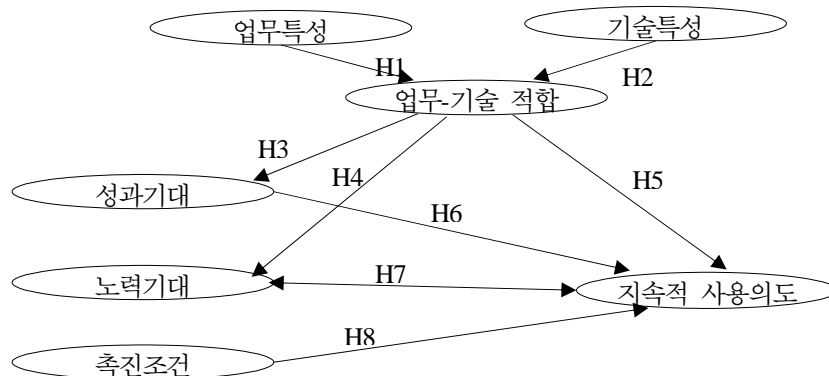 업무특성
기술특성
H1
H2
업무-기술 적합
H3
H4
H5
성과기대
H6
노력기대
H7
지속적 사용의도
H8
촉진조건